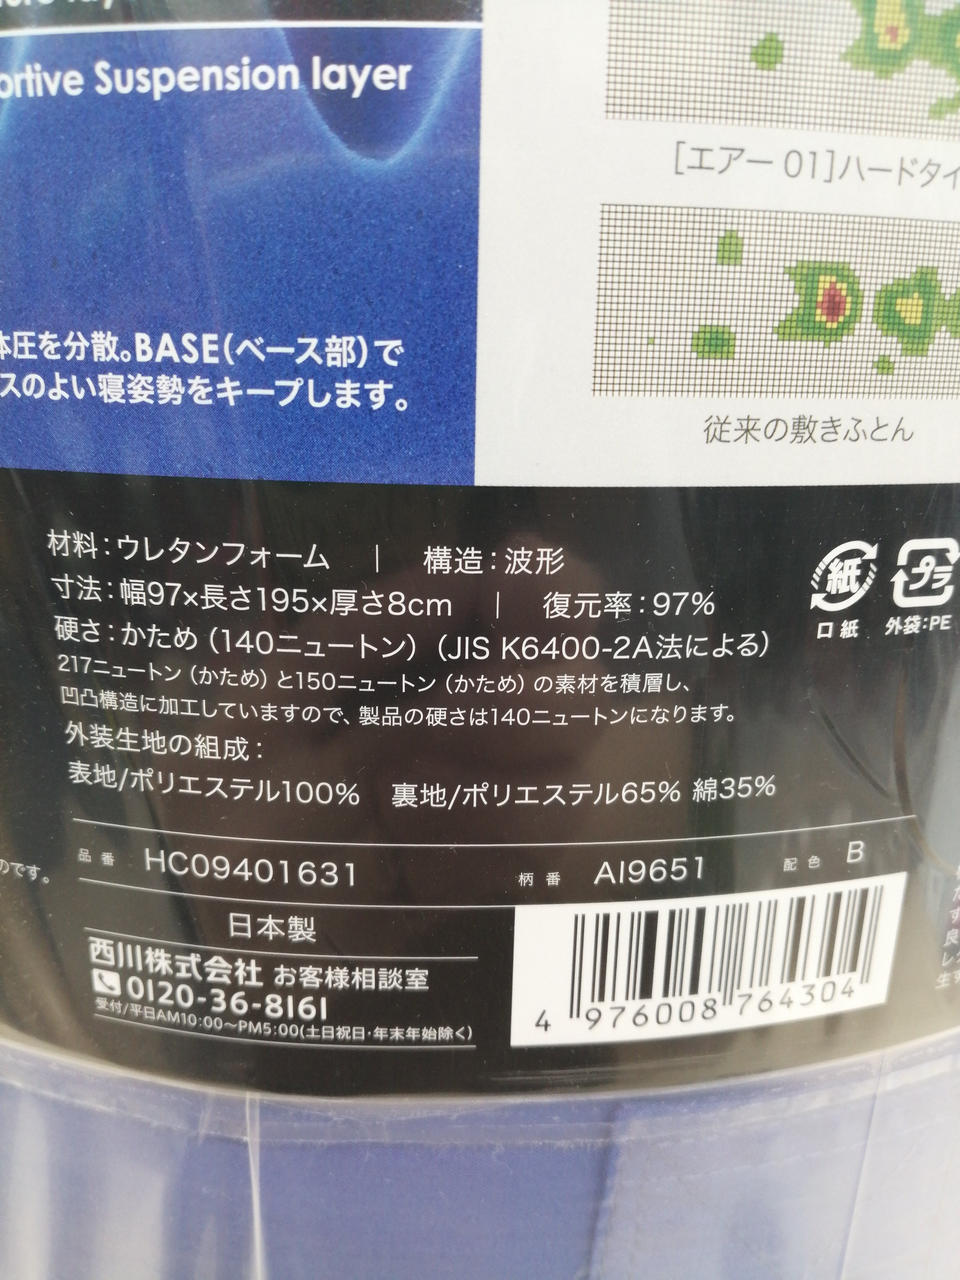 ortive Suspension layer
体圧を分散。BASE(ベース部)で
スのよい寝姿勢をキープします。
[エアー 01]ハードタイ
従来の敷きふとん
材料:ウレタンフォーム | 構造:波形
寸法:幅97×長さ195×厚さ8cm | 復元率:97%
硬さ:かため(140ニュートン)(JIS K6400-2A法による)
217ニュートン(かため)と150ニュートン(かため)の素材を積層し、
凹凸構造に加工していますので、製品の硬さは140ニュートンになります。
外装生地の組成:
表地/ポリエステル100% 裏地/ポリエステル65% 綿35%
紙
口 紙
プラ
外袋:PE
のです。
品番 HC09401631 柄番 AI9651 配色 B
日本製
西川株式会社 お客様相談室
0120-36-8161
受付/平日AM10:00〜PM5:00(土日祝日・年末年始除く)
4 976008 764304